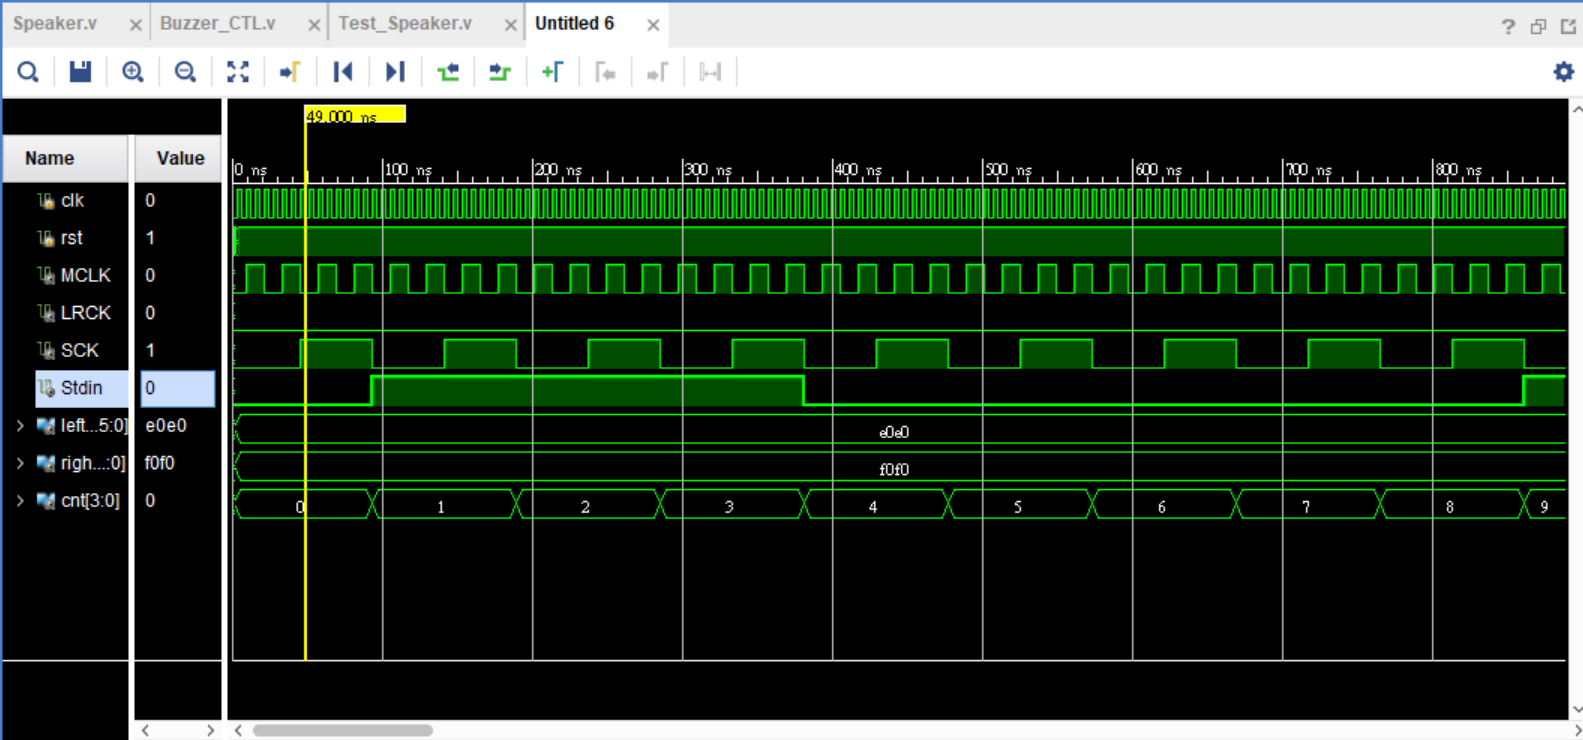 Speaker.v × Buzzer_CTL.v × Test_Speaker.v × Untitled 6 ×
49.000 ns
Name Value
0 ns 100 ns 200 ns 300 ns 400 ns 500 ns 600 ns 700 ns 800 ns
clk 0
rst 1
MCLK 0
LRCK 0
SCK 1
Stdin 0
left...5:0] e0e0 e0e0
righ...:0] f0f0 f0f0
cnt[3:0] 0 0 1 2 3 4 5 6 7 8 9